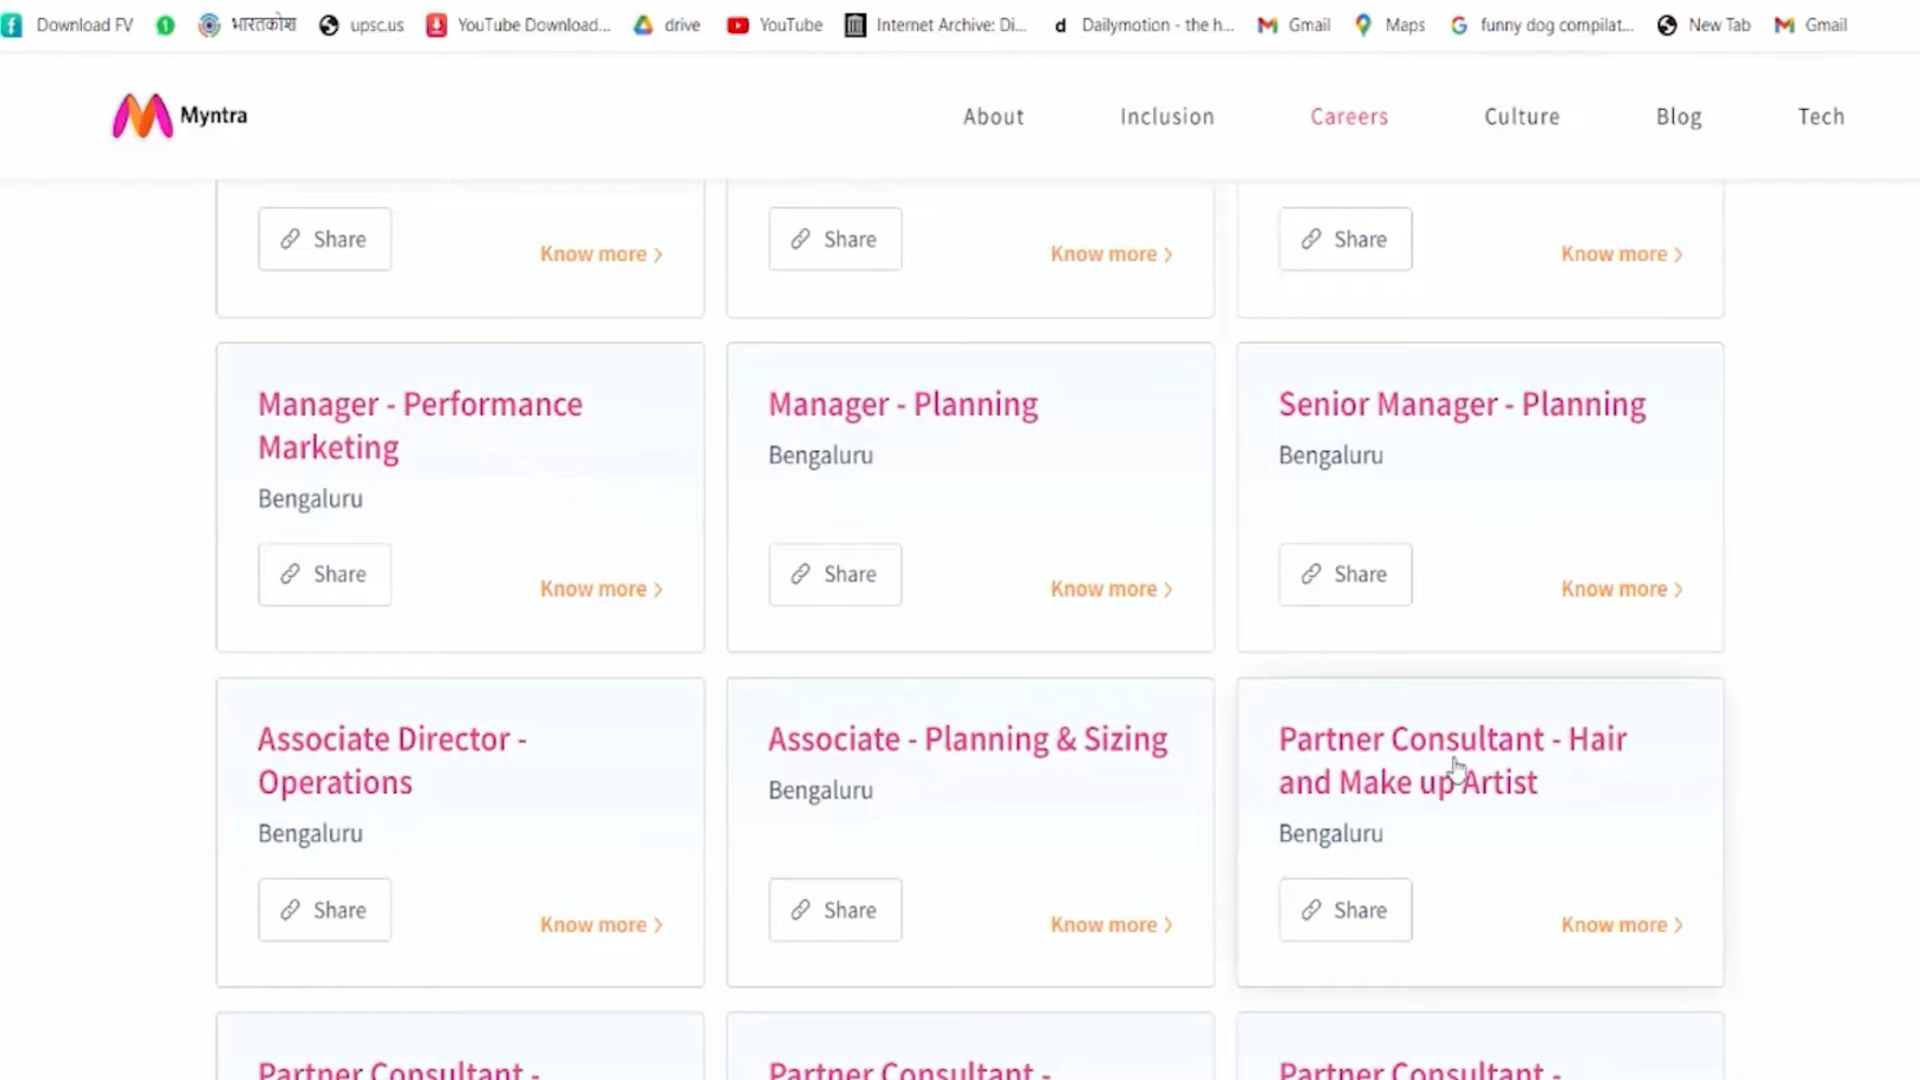 Download FV 1 भारतकोश upsc.us YouTube Download... drive YouTube Internet Archive: Di... d Dailymotion - the h... Gmail Maps funny dog compilat... New Tab Gmail
Myntra About Inclusion Careers Culture Blog Tech
Share Know more > Share Know more > Share Know more >
Manager - Performance
Marketing
Bengaluru
Share Know more >
Manager - Planning
Bengaluru
Share Know more >
Senior Manager - Planning
Bengaluru
Share Know more >
Associate Director -
Operations
Bengaluru
Share Know more >
Associate - Planning & Sizing
Bengaluru
Share Know more >
Partner Consultant - Hair
and Make up Artist
Bengaluru
Share Know more >
Partner Consultant - Partner Consultant - Partner Consultant -